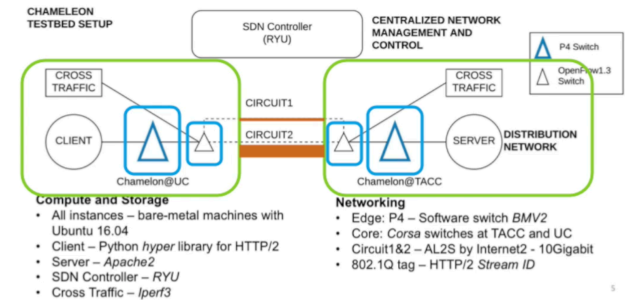 CHAMELEON
TESTBED SETUP
SDN Controller
(RYU)
CENTRALIZED NETWORK
MANAGEMENT AND
CONTROL
P4 Switch
OpenFlow1.3
Switch
CROSS
TRAFFIC
CIRCUIT1
CROSS
TRAFFIC
CLIENT
CIRCUIT2
SERVER
DISTRIBUTION
NETWORK
Chamelon@UC
Chamelon@TACC
Compute and Storage
• All instances – bare-metal machines with
Ubuntu 16.04
• Client – Python hyper library for HTTP/2
• Server – Apache2
• SDN Controller – RYU
• Cross Traffic – Iperf3
Networking
• Edge: P4 – Software switch BMV2
• Core: Corsa switches at TACC and UC
• Circuit1&2 – AL2S by Internet2 - 10Gigabit
• 802.1Q tag – HTTP/2 Stream ID
5